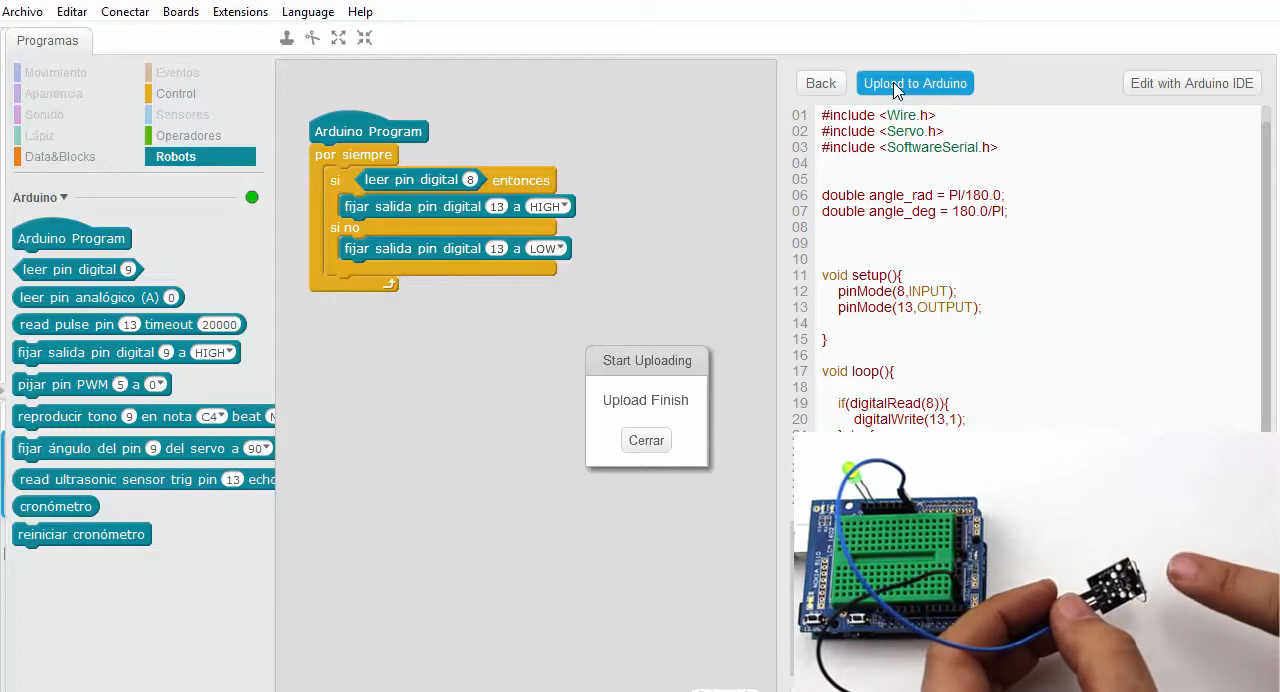 Archivo Editar Conectar Boards Extensions Language Help
Programas
Movimiento Eventos
Apariencia Control
Sonido Sensores
Lápiz Operadores
Data&Blocks Robots
Arduino
Arduino Program
leer pin digital 9
leer pin analógico (A) 0
read pulse pin 13 timeout 20000
fijar salida pin digital 9 a HIGH
pijar pin PWM 5 a 0
reproducir tono 9 en nota C4 beat
fijar ángulo del pin 9 del servo a 90
read ultrasonic sensor trig pin 13 echo
cronómetro
reiniciar cronómetro
Arduino Program
por siempre
si leer pin digital 8 entonces
fijar salida pin digital 13 a HIGH
si no
fijar salida pin digital 13 a LOW
Start Uploading
Upload Finish
Cerrar
Back Upload to Arduino Edit with Arduino IDE
01 #include <Wire.h>
02 #include <Servo.h>
03 #include <SoftwareSerial.h>
04
05
06 double angle_rad = PI/180.0;
07 double angle_deg = 180.0/PI;
08
09
10
11 void setup(){
12 pinMode(8,INPUT);
13 pinMode(13,OUTPUT);
14
15 }
16
17 void loop(){
18
19 if(digitalRead(8)){
20 digitalWrite(13,1);